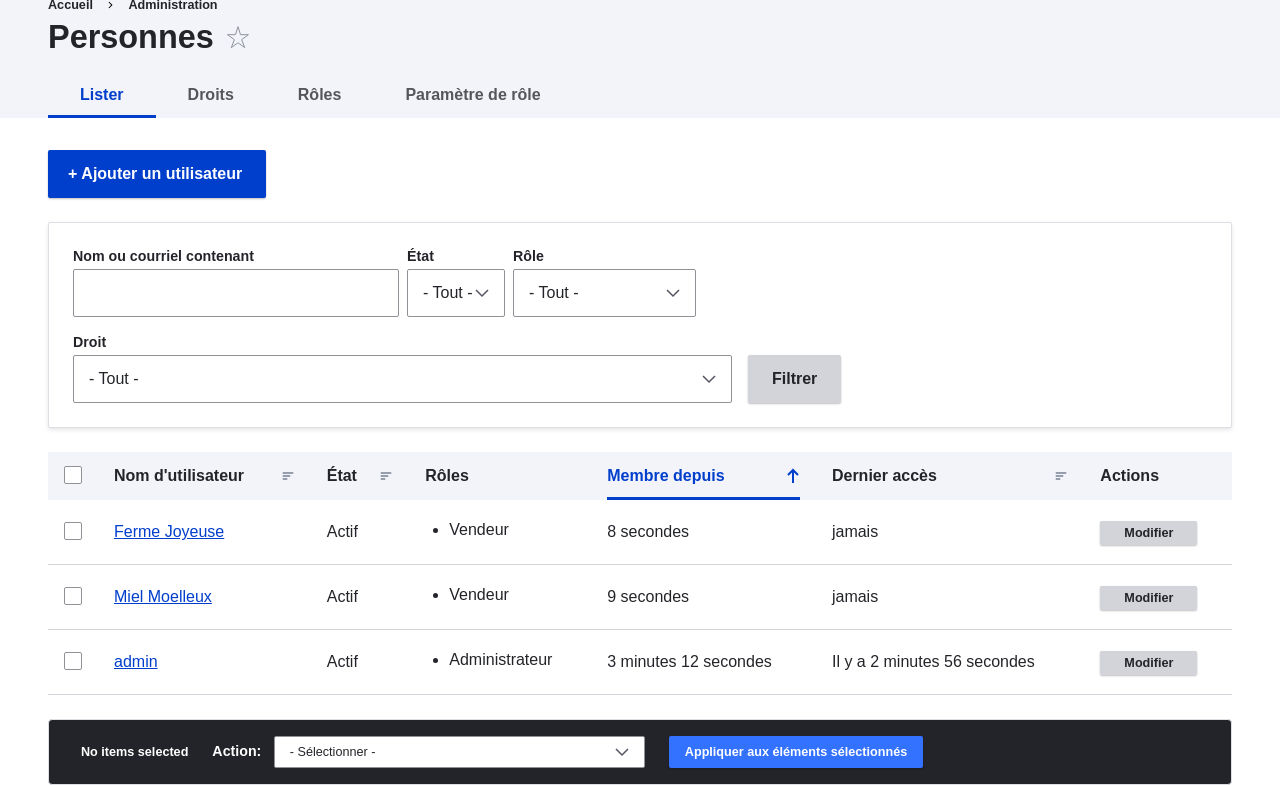 Accueil > Administration
Personnes
Lister Droits Rôles Paramètre de rôle
+ Ajouter un utilisateur
Nom ou courriel contenant État Rôle
- Tout - - Tout -
Droit
- Tout - Filtrer
Nom d'utilisateur État Rôles Membre depuis Dernier accès Actions
Ferme Joyeuse Actif • Vendeur 8 secondes jamais Modifier
Miel Moelleux Actif • Vendeur 9 secondes jamais Modifier
admin Actif • Administrateur 3 minutes 12 secondes Il y a 2 minutes 56 secondes Modifier
No items selected Action: - Sélectionner - Appliquer aux éléments sélectionnés